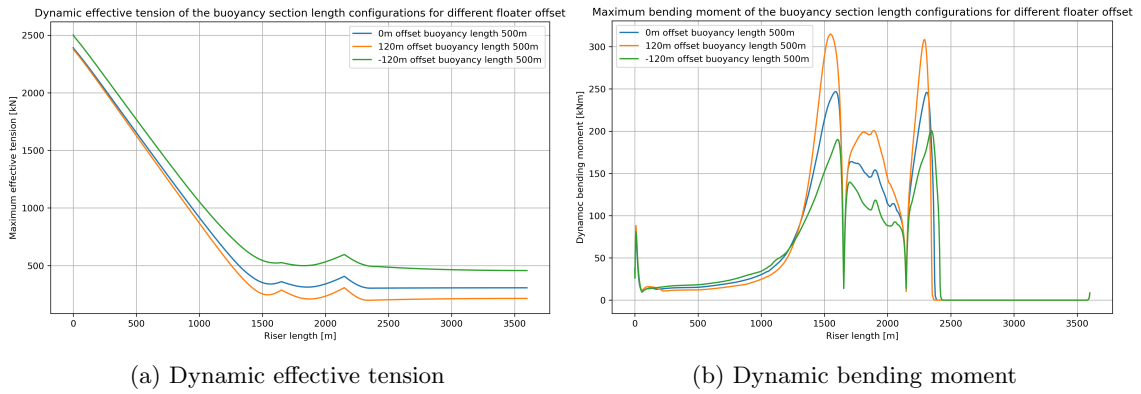 Dynamic effective tension of the buoyancy section length configurations for different floater offset
0m offset buoyancy length 500m
120m offset buoyancy length 500m
-120m offset buoyancy length 500m
Maximum effective tension [kN]
2500
2000
1500
1000
500
0 500 1000 1500 2000 2500 3000 3500
Riser length [m]
(a) Dynamic effective tension
Maximum bending moment of the buoyancy section length configurations for different floater offset
0m offset buoyancy length 500m
120m offset buoyancy length 500m
-120m offset buoyancy length 500m
Dynamoc bending moment [kNm]
300
250
200
150
100
50
0
0 500 1000 1500 2000 2500 3000 3500
Riser length [m]
(b) Dynamic bending moment